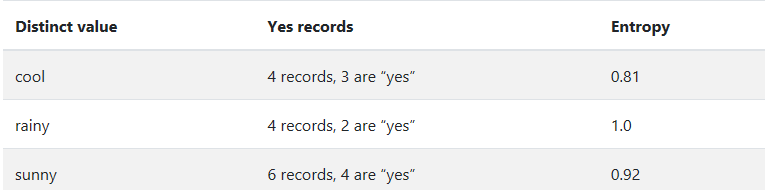 Distinct value Yes records Entropy
cool 4 records, 3 are “yes” 0.81
rainy 4 records, 2 are “yes” 1.0
sunny 6 records, 4 are “yes” 0.92